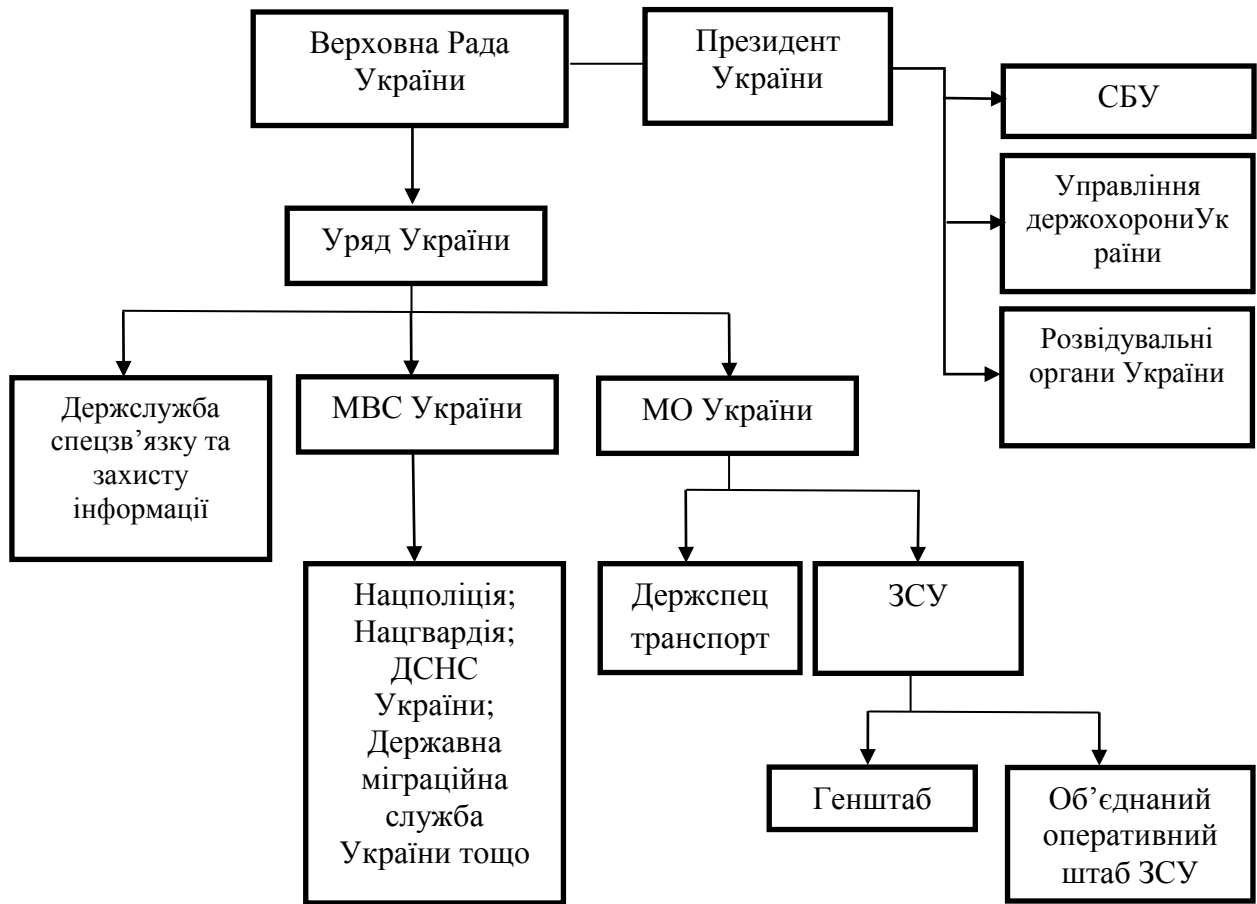 Верховна Рада
України
Президент
України
СБУ
Управління
держохорониУк
раїни
Розвідувальні
органи України
Уряд України
Держслужба
спецзв’язку та
захисту
інформації
МВС України
МО України
Нацполіція;
Нацгвардія;
ДСНС
України;
Державна
міграційна
служба
України тощо
Держспец
транспорт
ЗСУ
Генштаб
Об’єднаний
оперативний
штаб ЗСУ